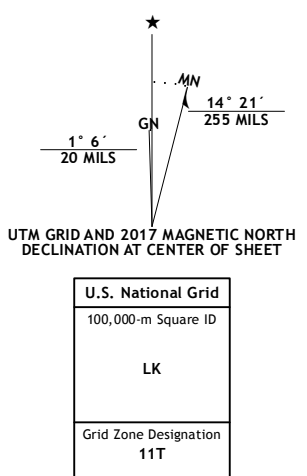 ★
MN
GN
14° 21´
255 MILS
1° 6´
20 MILS
UTM GRID AND 2017 MAGNETIC NORTH
DECLINATION AT CENTER OF SHEET
U.S. National Grid
100,000-m Square ID
LK
Grid Zone Designation
11T